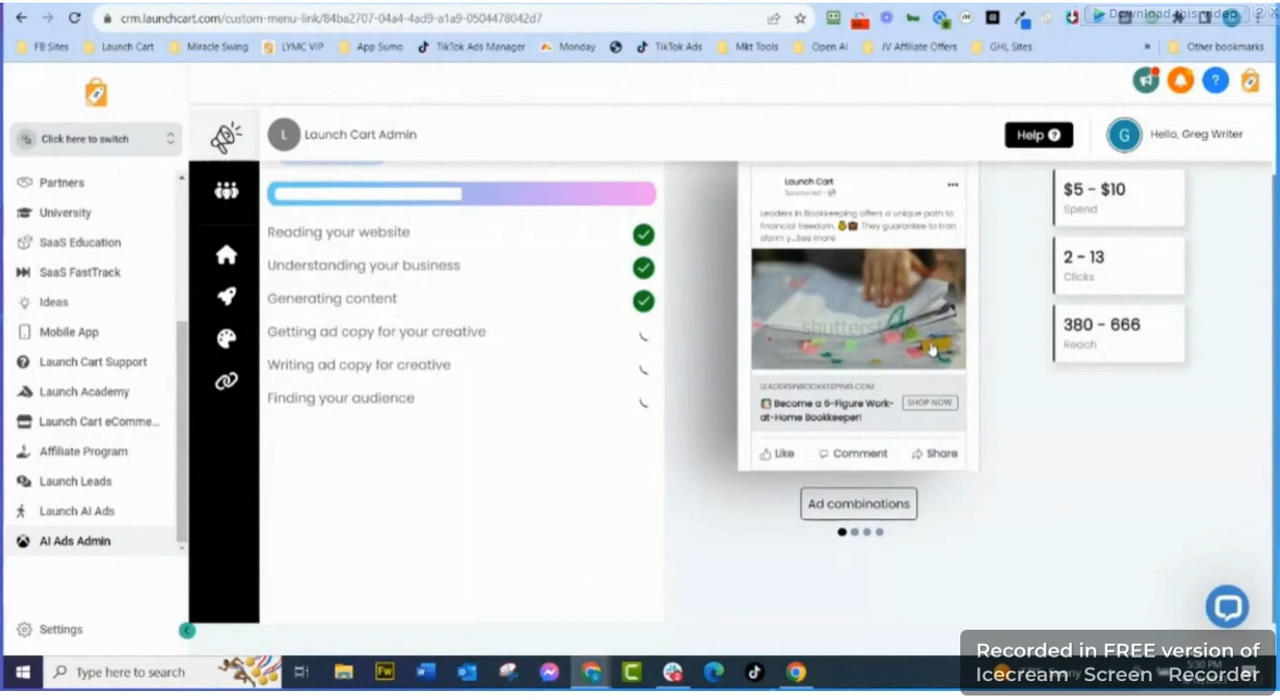 crm.launchcart.com/custom-menu-link/84ba2707-04a4-4ad9-a1a9-0504478042d7
Download this video
FB Sites
Launch Cart
Miracle Swing
LYMC VIP
App Sumo
TikTok Ads Manager
Monday
TikTok Ads
Mkt Tools
Open AI
JV Affiliate Offers
GHL Sites
»
Other bookmarks
Click here to switch
L
Launch Cart Admin
Help
G
Hello, Greg Writer
Partners
University
SaaS Education
SaaS FastTrack
Ideas
Mobile App
Launch Cart Support
Launch Academy
Launch Cart eComme...
Affiliate Program
Launch Leads
Launch AI Ads
AI Ads Admin
Settings
Reading your website
Understanding your business
Generating content
Getting ad copy for your creative
Writing ad copy for creative
Finding your audience
Launch Cart
Sponsored
Leaders in Bookkeeping offers a unique path to
financial freedom. They guarantee to tran
sform y...See more
LEADERSINBOOKKEEPING.COM
Become a 6-Figure Work-
at-Home Bookkeeper!
SHOP NOW
Like
Comment
Share
Ad combinations
$5 - $10
Spend
2 - 13
Clicks
380 - 666
Reach
Type here to search
Fw
5:30 PM
Recorded in FREE version of
Icecream Screen Recorder